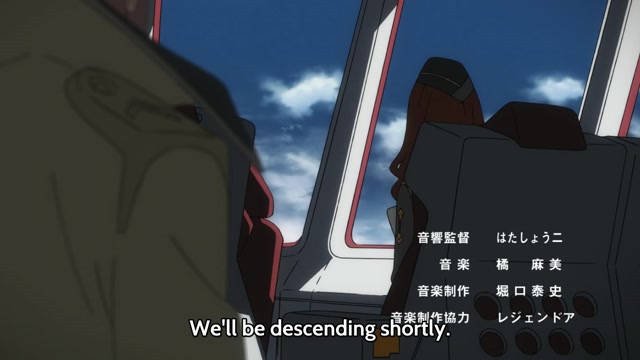 音響監督 はたしょう二
音楽 橘 麻美
音楽制作 堀口泰史
音楽制作協力 レジェンドア
We'll be descending shortly.